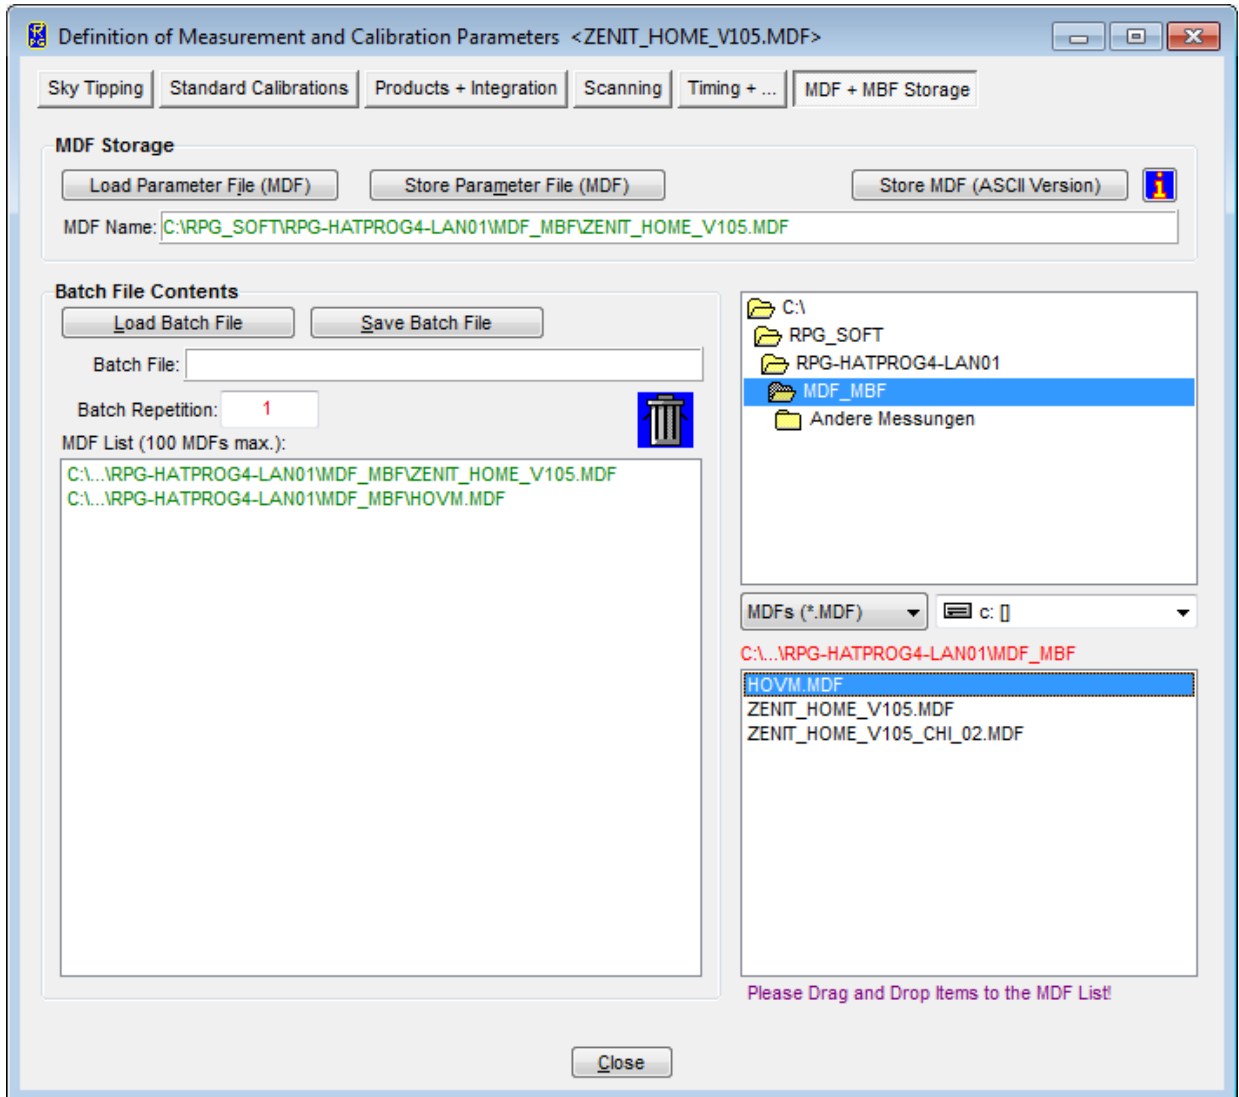 Definition of Measurement and Calibration Parameters <ZENIT_HOME_V105.MDF>
Sky Tipping Standard Calibrations Products + Integration Scanning Timing + ... MDF + MBF Storage
MDF Storage
Load Parameter File (MDF) Store Parameter File (MDF) Store MDF (ASCII Version) i
MDF Name: C:\RPG_SOFT\RPG-HATPROG4-LAN01\MDF_MBF\ZENIT_HOME_V105.MDF
Batch File Contents
Load Batch File Save Batch File
Batch File:
Batch Repetition: 1
MDF List (100 MDFs max.):
C:\...\RPG-HATPROG4-LAN01\MDF_MBF\ZENIT_HOME_V105.MDF
C:\...\RPG-HATPROG4-LAN01\MDF_MBF\HOVM.MDF
C:\
RPG_SOFT
RPG-HATPROG4-LAN01
MDF_MBF
Andere Messungen
MDFs (*.MDF) c: []
C:\...\RPG-HATPROG4-LAN01\MDF_MBF
HOVM.MDF
ZENIT_HOME_V105.MDF
ZENIT_HOME_V105_CHI_02.MDF
Please Drag and Drop Items to the MDF List!
Close